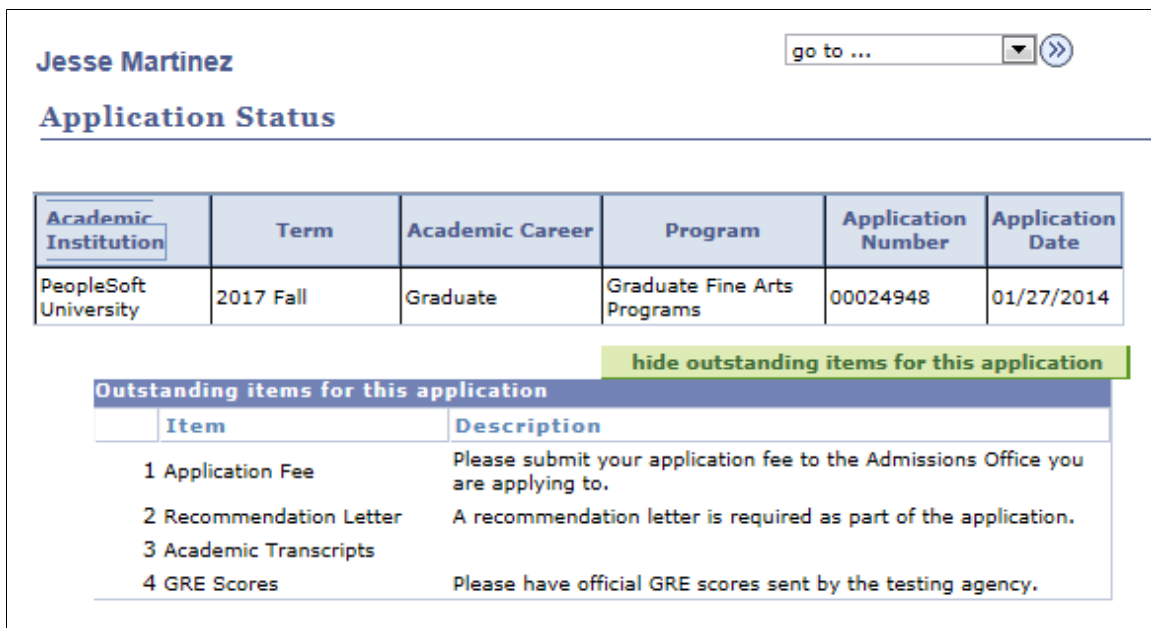 Jesse Martinez
go to ...
Application Status
Academic Institution Term Academic Career Program Application Number Application Date
PeopleSoft University 2017 Fall Graduate Graduate Fine Arts Programs 00024948 01/27/2014
hide outstanding items for this application
Outstanding items for this application
Item Description
1 Application Fee Please submit your application fee to the Admissions Office you
are applying to.
2 Recommendation Letter A recommendation letter is required as part of the application.
3 Academic Transcripts
4 GRE Scores Please have official GRE scores sent by the testing agency.